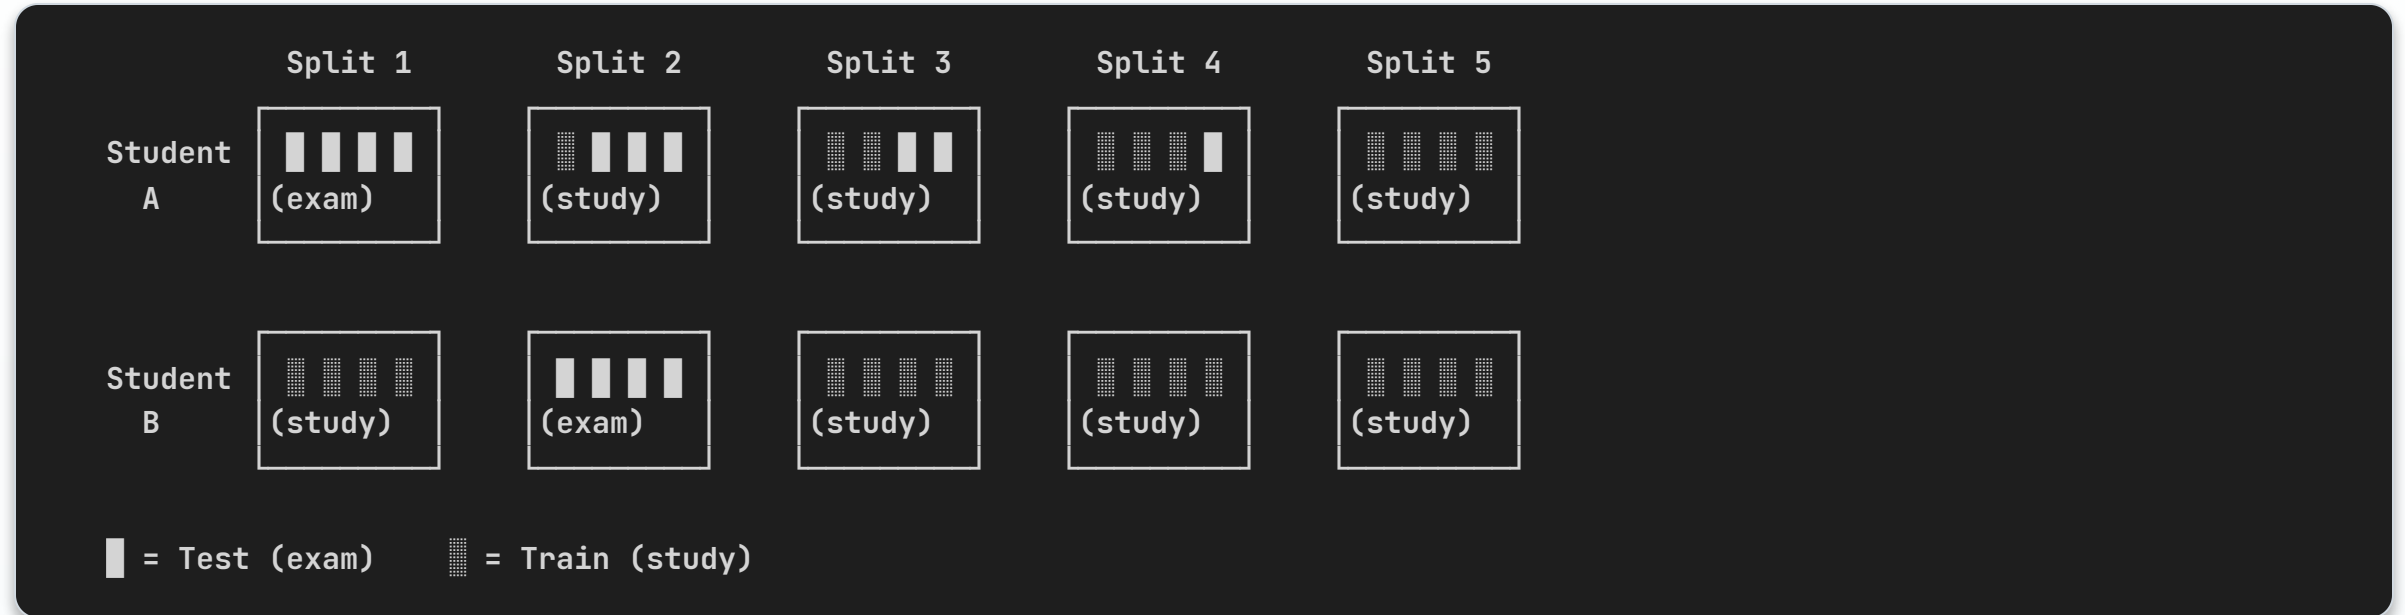 Split 1 Split 2 Split 3 Split 4 Split 5
Student
A (exam) (study) (study) (study) (study)
Student
B (study) (exam) (study) (study) (study)
█ = Test (exam) ░ = Train (study)